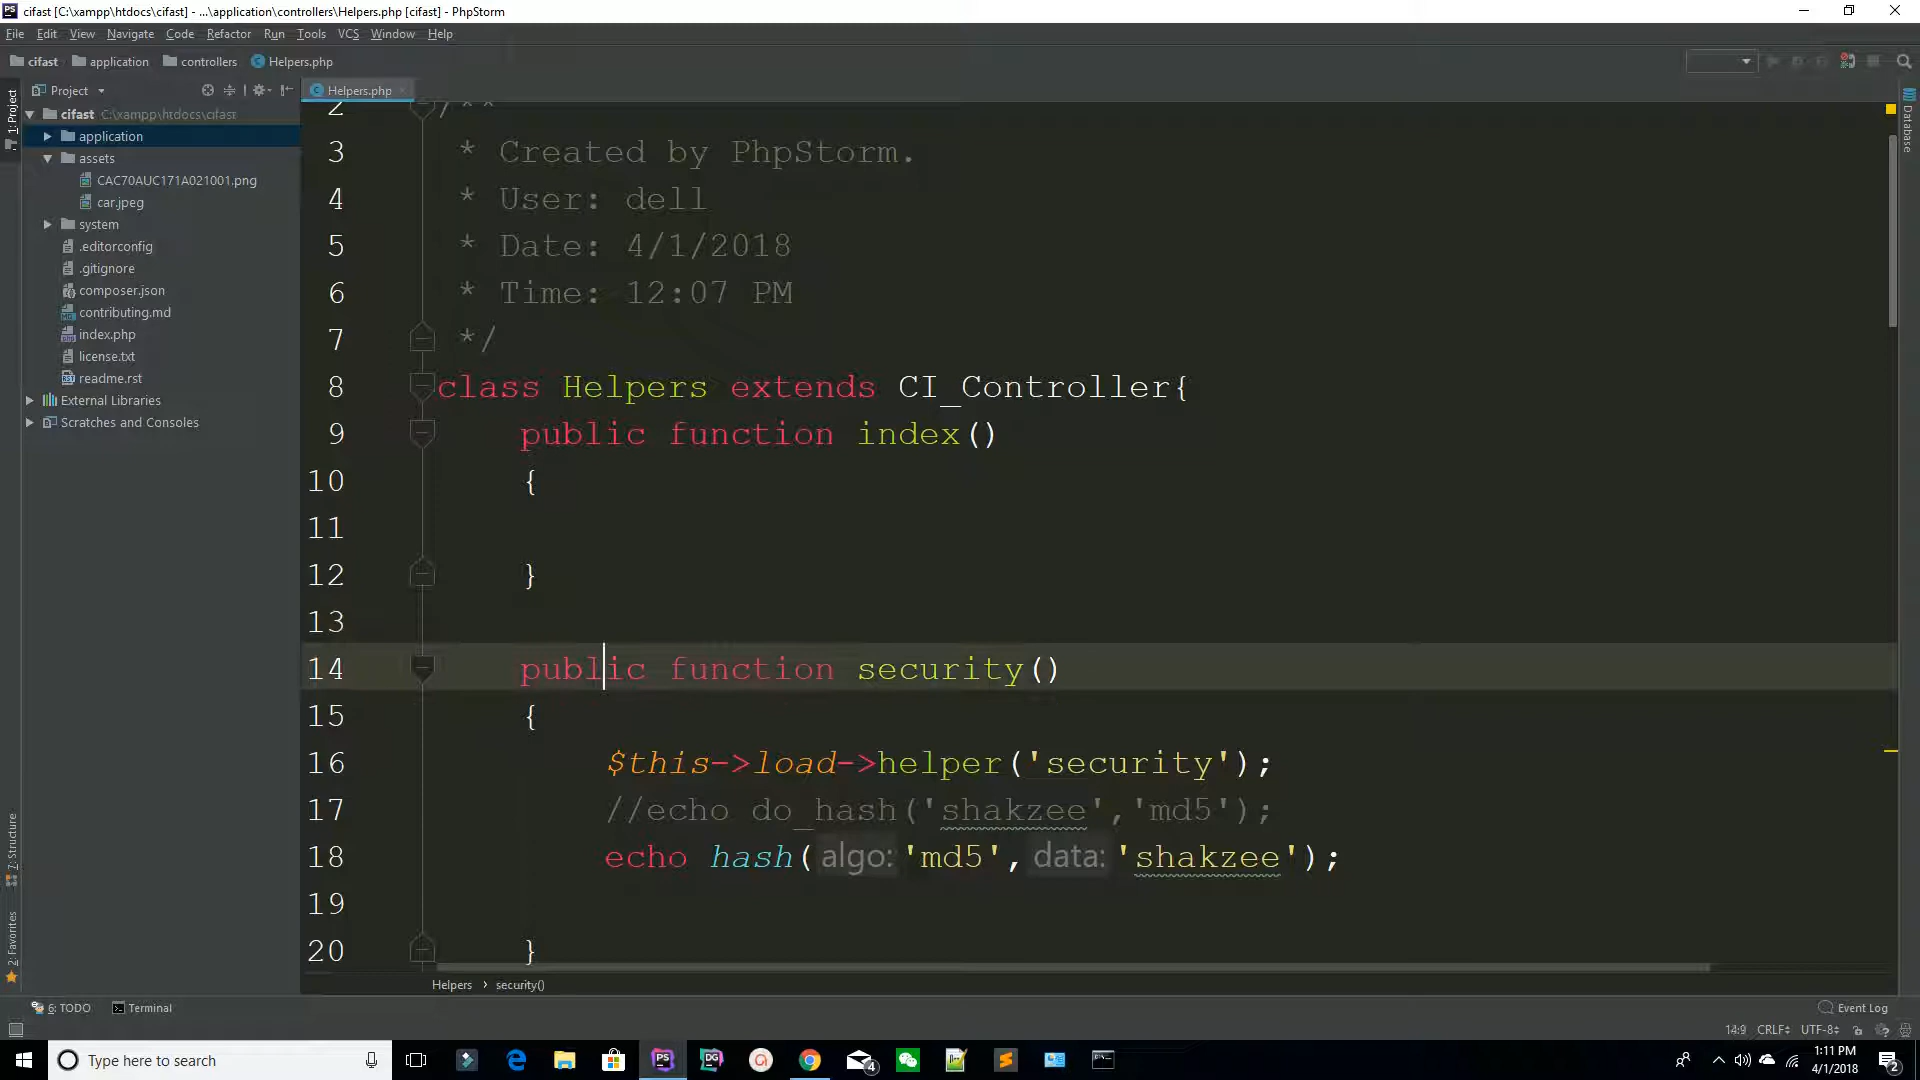 cifast [C:\xampp\htdocs\cifast] - ...\application\controllers\Helpers.php [cifast] - PhpStorm
File Edit View Navigate Code Refactor Run Tools VCS Window Help
cifast application controllers Helpers.php
1: Project
Project
Helpers.php
cifast C:\xampp\htdocs\cifast
application
assets
CAC70AUC171A021001.png
car.jpeg
system
.editorconfig
.gitignore
composer.json
contributing.md
index.php
license.txt
readme.rst
External Libraries
Scratches and Consoles
2 /**
3 * Created by PhpStorm.
4 * User: dell
5 * Date: 4/1/2018
6 * Time: 12:07 PM
7 */
8 class Helpers extends CI_Controller{
9 public function index()
10 {
11
12 }
13
14 public function security()
15 {
16 $this->load->helper('security');
17 //echo do_hash('shakzee','md5');
18 echo hash( algo: 'md5', data: 'shakzee');
19
20 }
Helpers › security()
Database
7: Structure
2: Favorites
6: TODO Terminal
Event Log
14:9 CRLF UTF-8
Type here to search
PS
DG
4
1:11 PM
4/1/2018
2